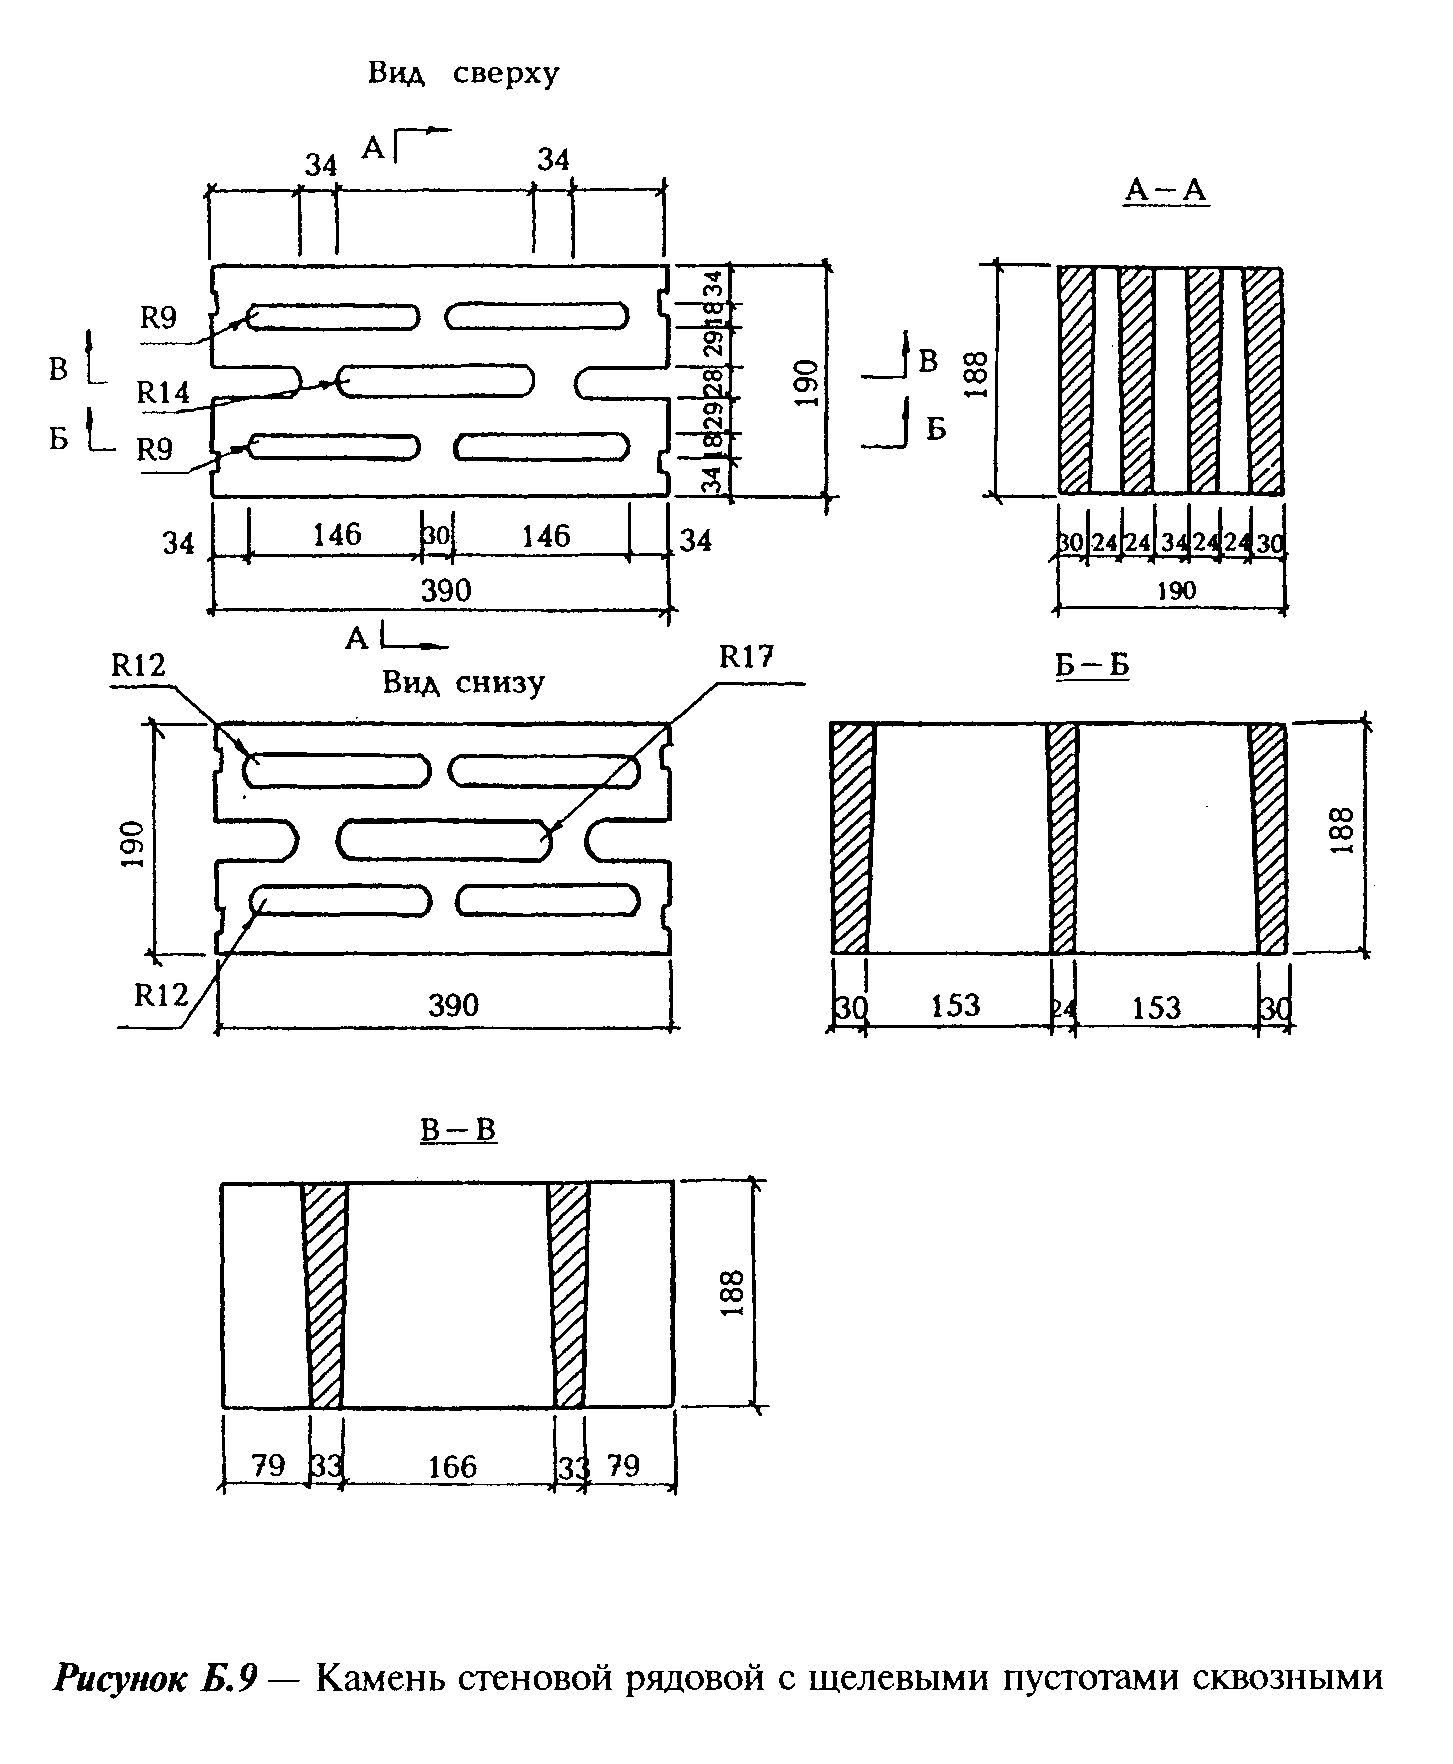 Вид сверху
А
34 34
А – А
R9
34
18
29
В
R14
28
190
В
188
Б
R9
29
18
34
Б
34 146 30 146 34
390
30 24 24 34 24 24 30
190
А
R12
Вид снизу
R17
Б – Б
190
188
R12
390
30 153 24 153 30
В – В
188
79 33 166 33 79
Рисунок Б.9 — Камень стеновой рядовой с щелевыми пустотами сквозными